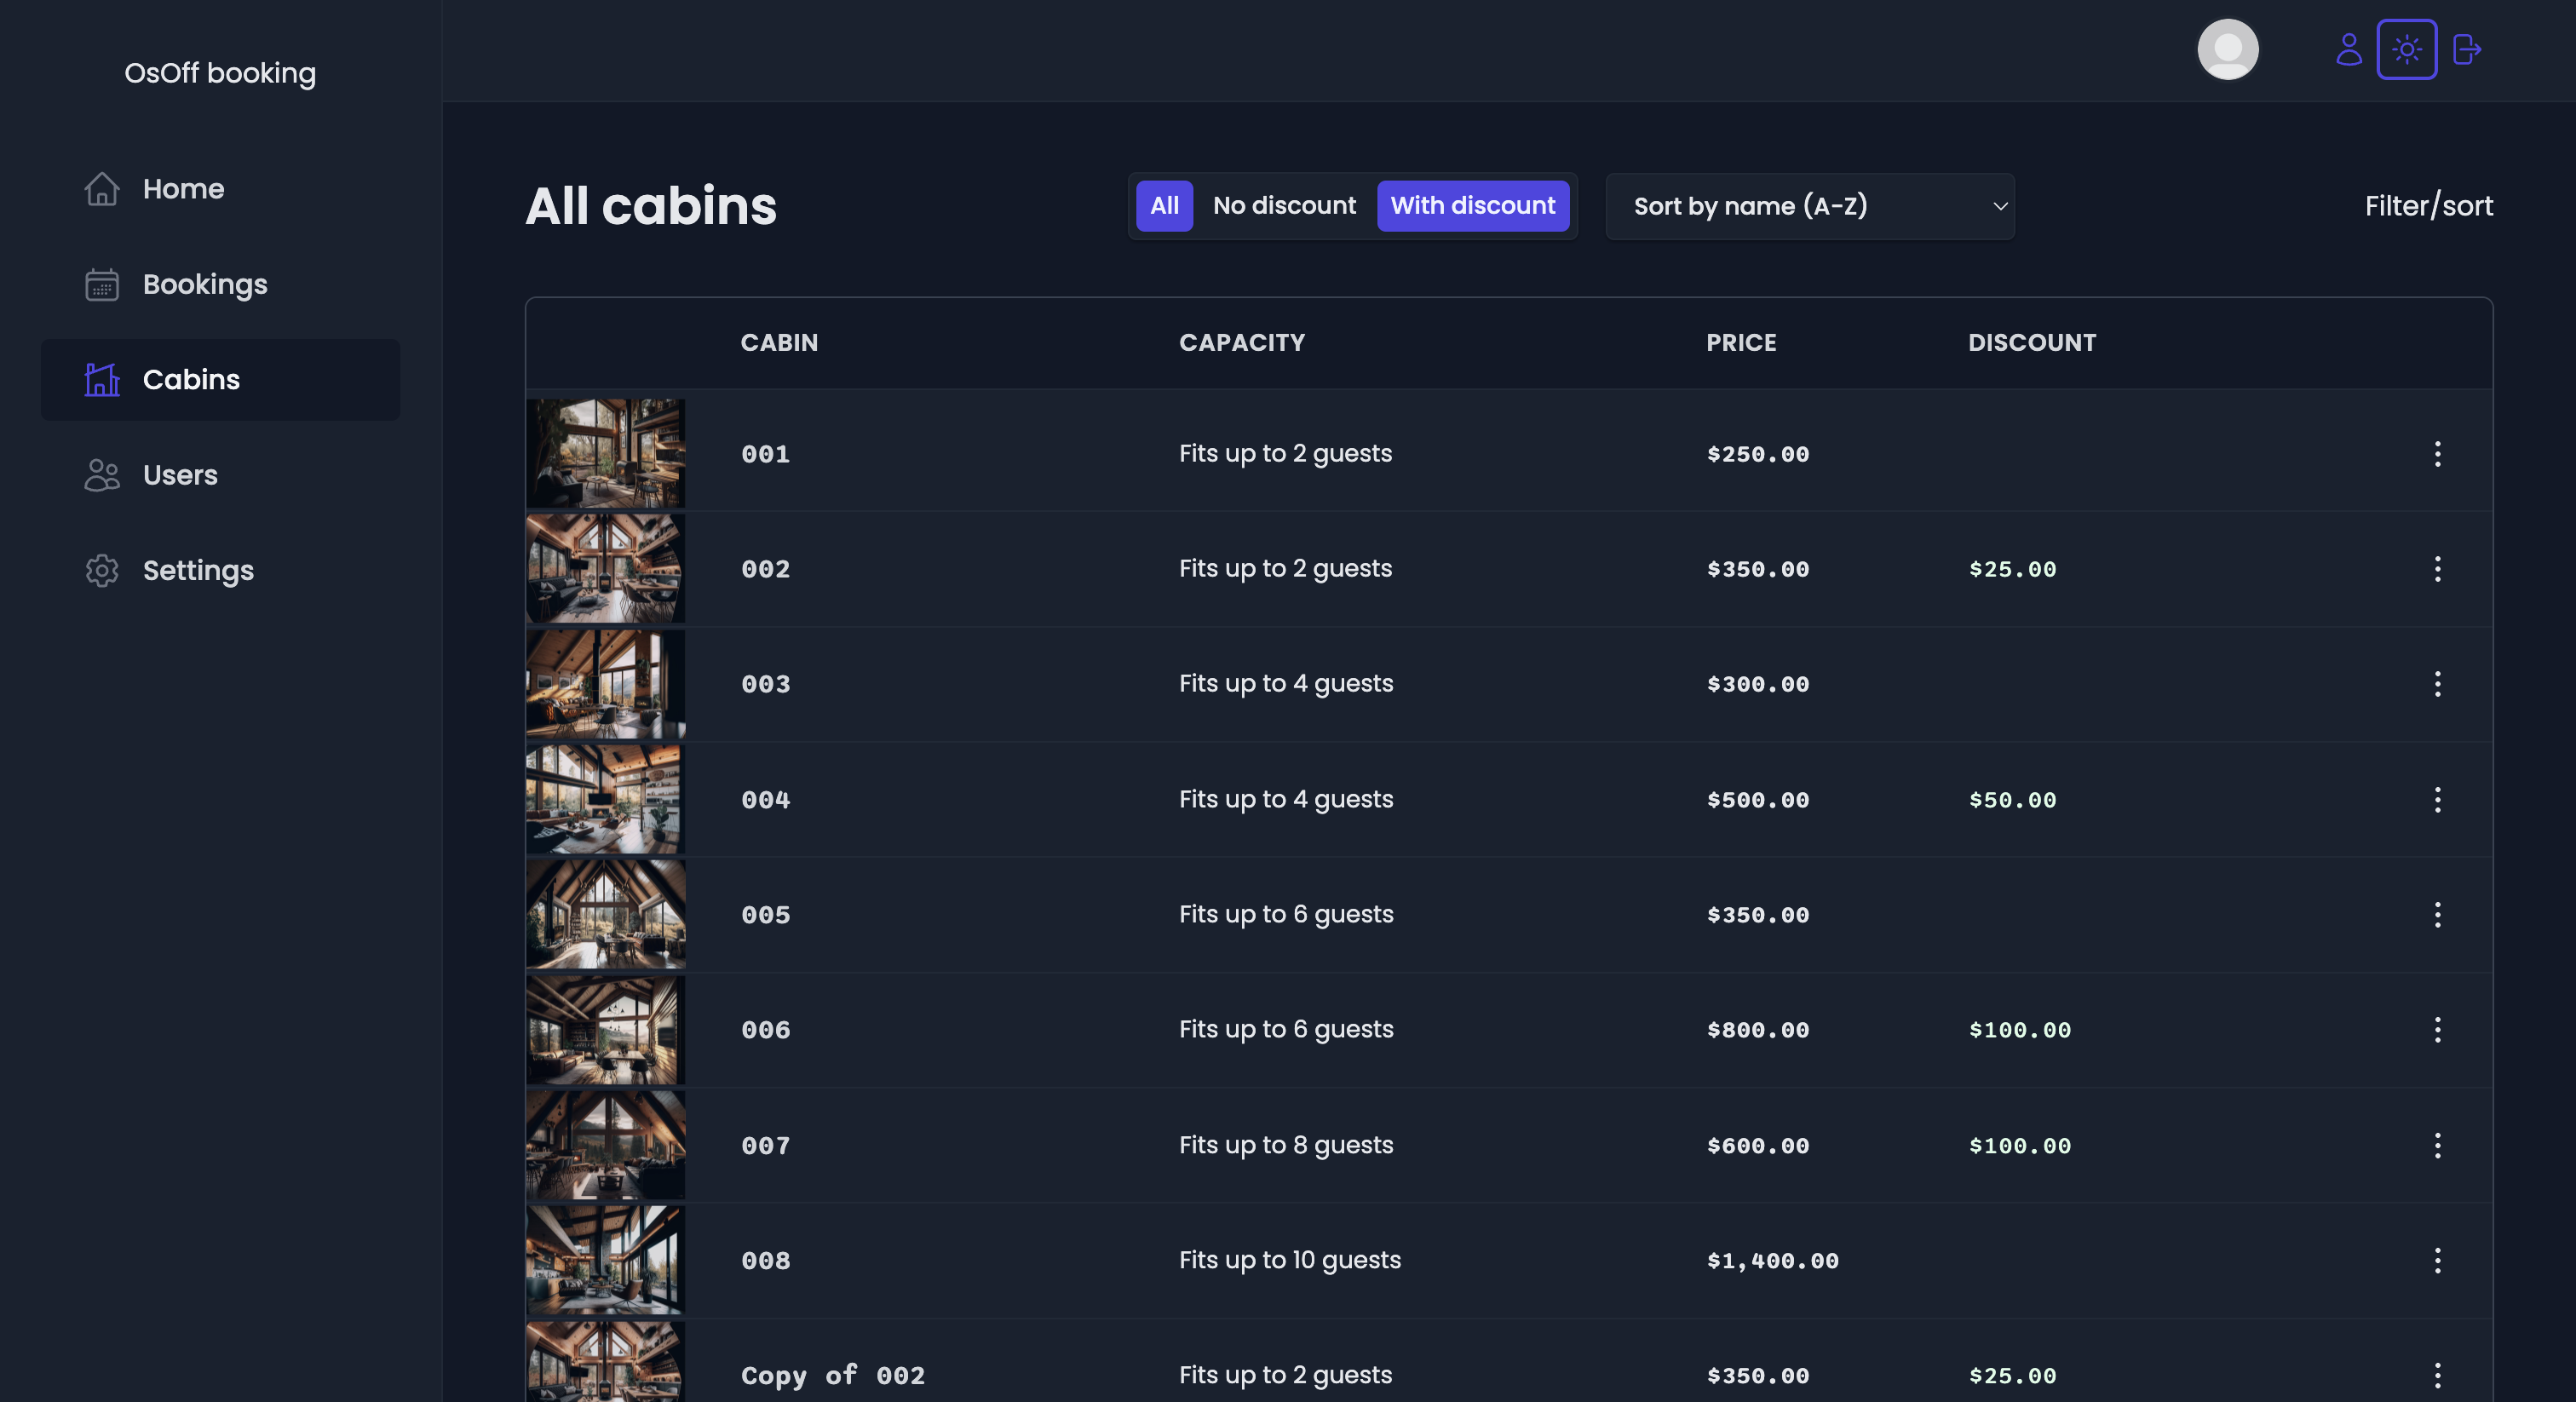 OsOff booking
Home
Bookings
Cabins
Users
Settings
All cabins
All No discount With discount
Sort by name (A-Z)
Filter/sort
CABIN CAPACITY PRICE DISCOUNT
001 Fits up to 2 guests $250.00
002 Fits up to 2 guests $350.00 $25.00
003 Fits up to 4 guests $300.00
004 Fits up to 4 guests $500.00 $50.00
005 Fits up to 6 guests $350.00
006 Fits up to 6 guests $800.00 $100.00
007 Fits up to 8 guests $600.00 $100.00
008 Fits up to 10 guests $1,400.00
Copy of 002 Fits up to 2 guests $350.00 $25.00